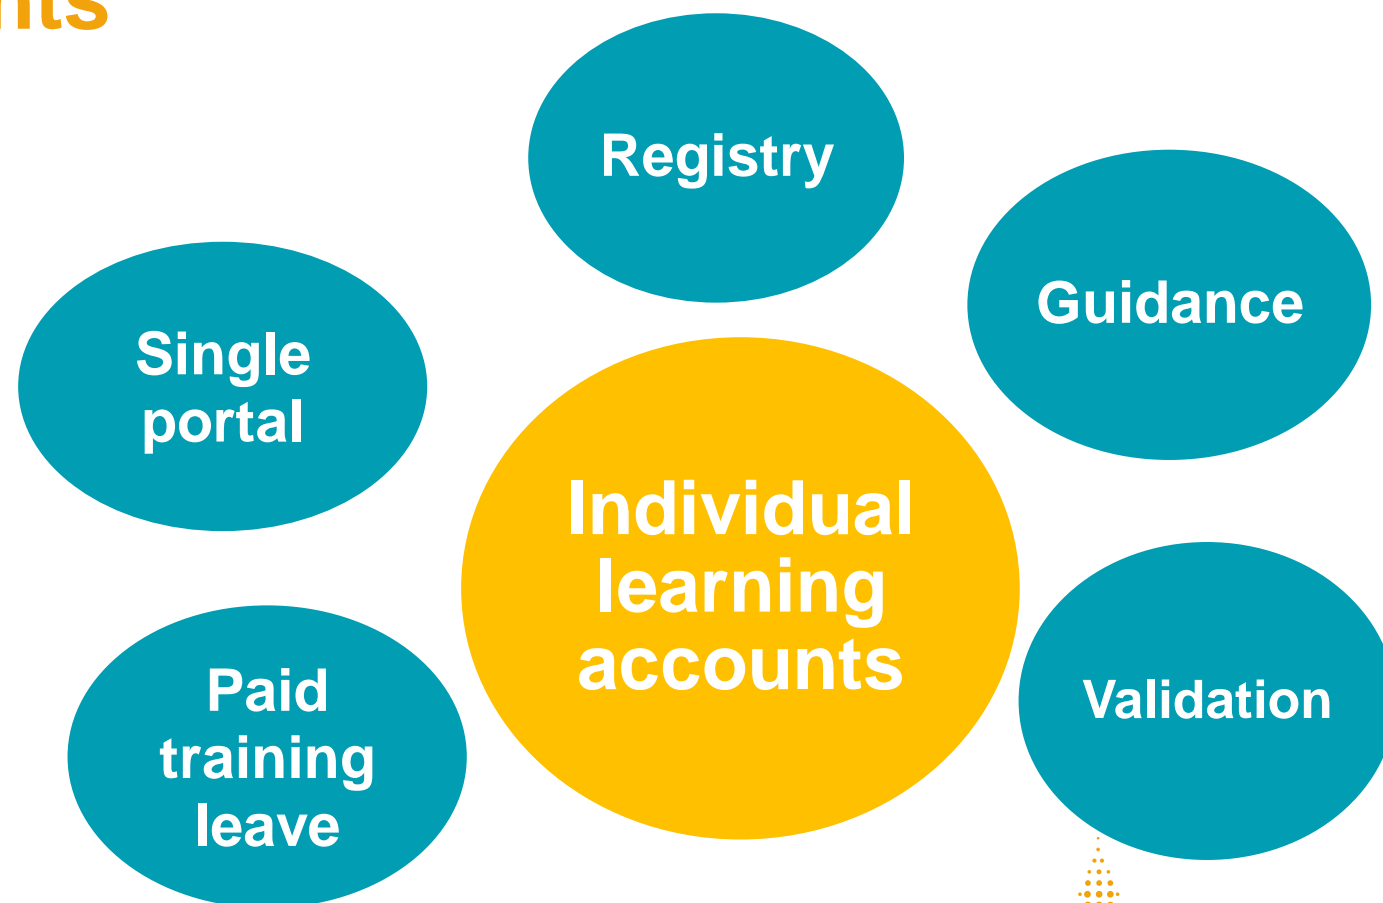 Registry
Guidance
Single
portal
Individual
learning
accounts
Paid
training
leave
Validation